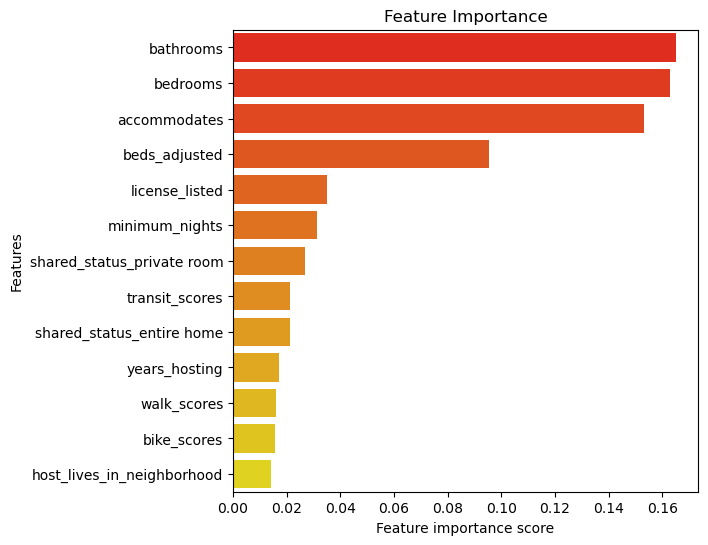 Feature Importance
bathrooms
bedrooms
accommodates
beds_adjusted
license_listed
minimum_nights
shared_status_private room
transit_scores
shared_status_entire home
years_hosting
walk_scores
bike_scores
host_lives_in_neighborhood
Features
0.00 0.02 0.04 0.06 0.08 0.10 0.12 0.14 0.16
Feature importance score